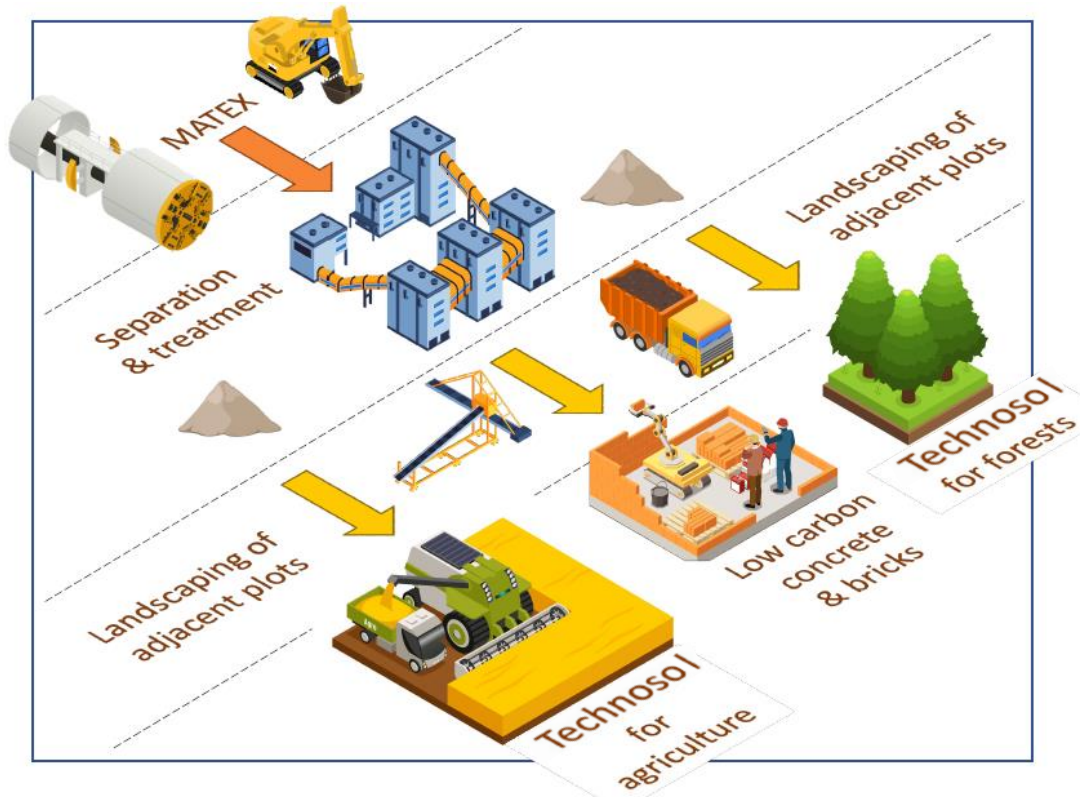 MATEX
Separation
& treatment
Landscaping of
adjacent plots
Technosol
for forests
Low carbon
concrete
& bricks
Landscaping of
adjacent plots
Technosol
for
agriculture